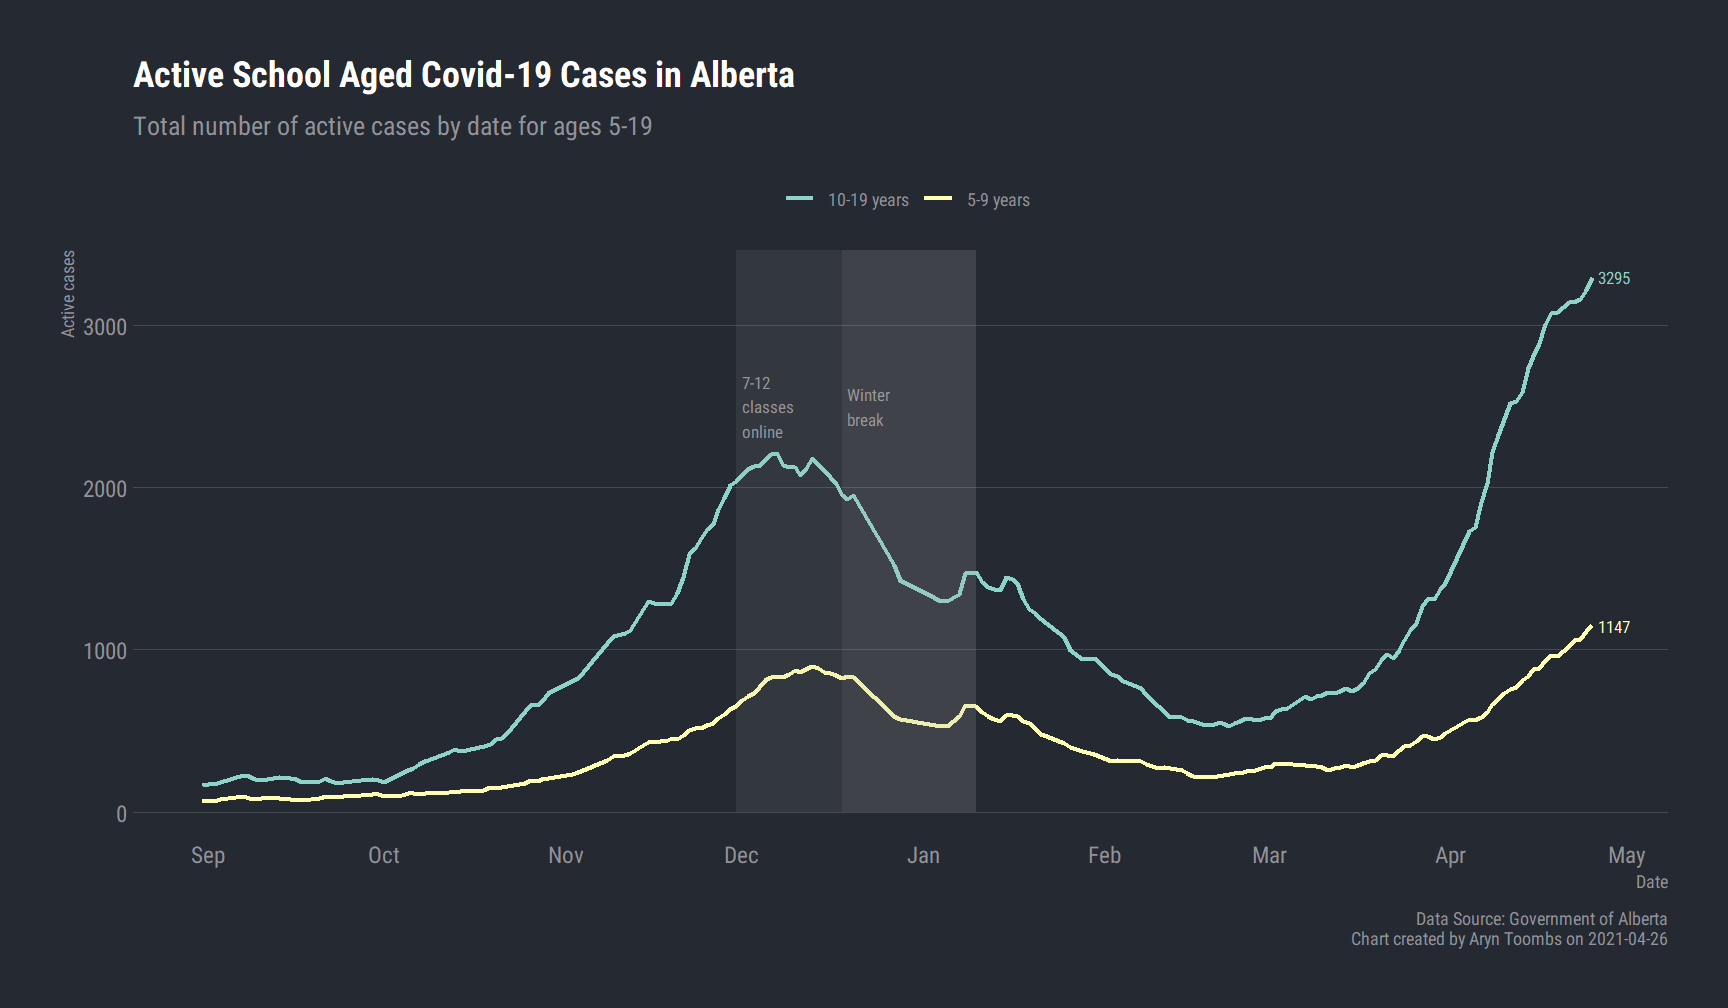 Active School Aged Covid-19 Cases in Alberta
Total number of active cases by date for ages 5-19
10-19 years
5-9 years
Active cases
3000
2000
1000
0
7-12
classes
online
Winter
break
3295
1147
Sep
Oct
Nov
Dec
Jan
Feb
Mar
Apr
May
Date
Data Source: Government of Alberta
Chart created by Aryn Toombs on 2021-04-26